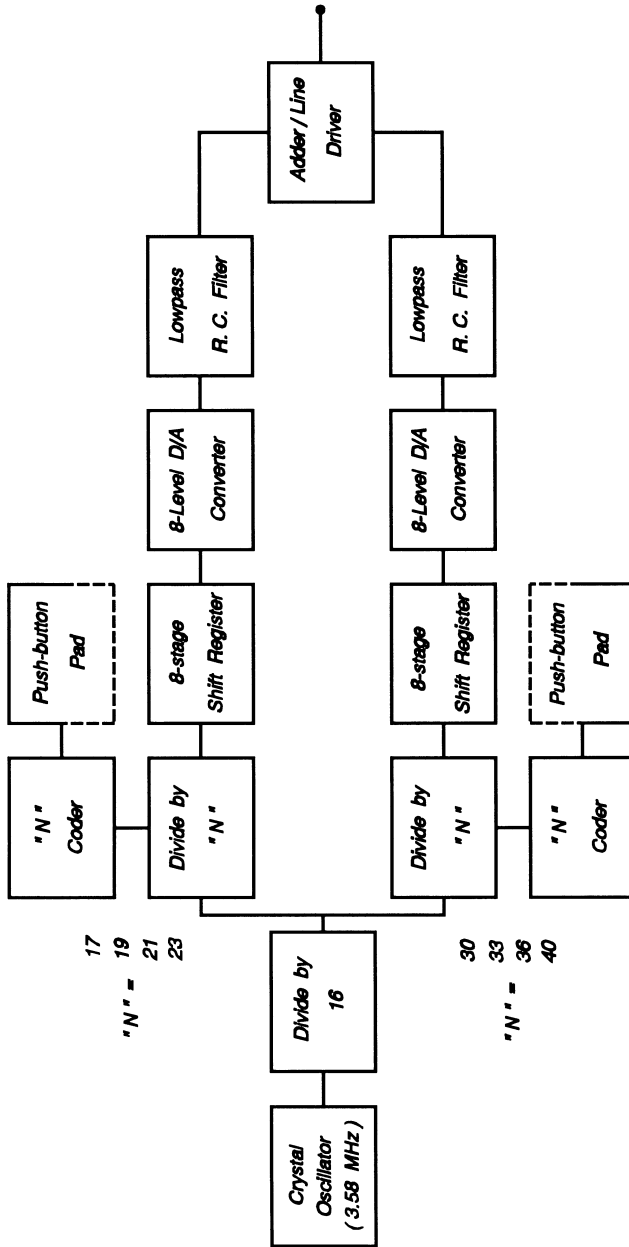 Crystal
Oscillator
(3.58 MHz)
Divide by
16
"N" =
17
19
21
23
"N"
Coder
Push-button
Pad
Divide by
"N"
8-stage
Shift Register
8-Level D/A
Converter
Lowpass
R.C. Filter
Adder/Line
Driver
Divide by
"N"
8-stage
Shift Register
8-Level D/A
Converter
Lowpass
R.C. Filter
30
33
36
40
"N" =
"N"
Coder
Push-button
Pad